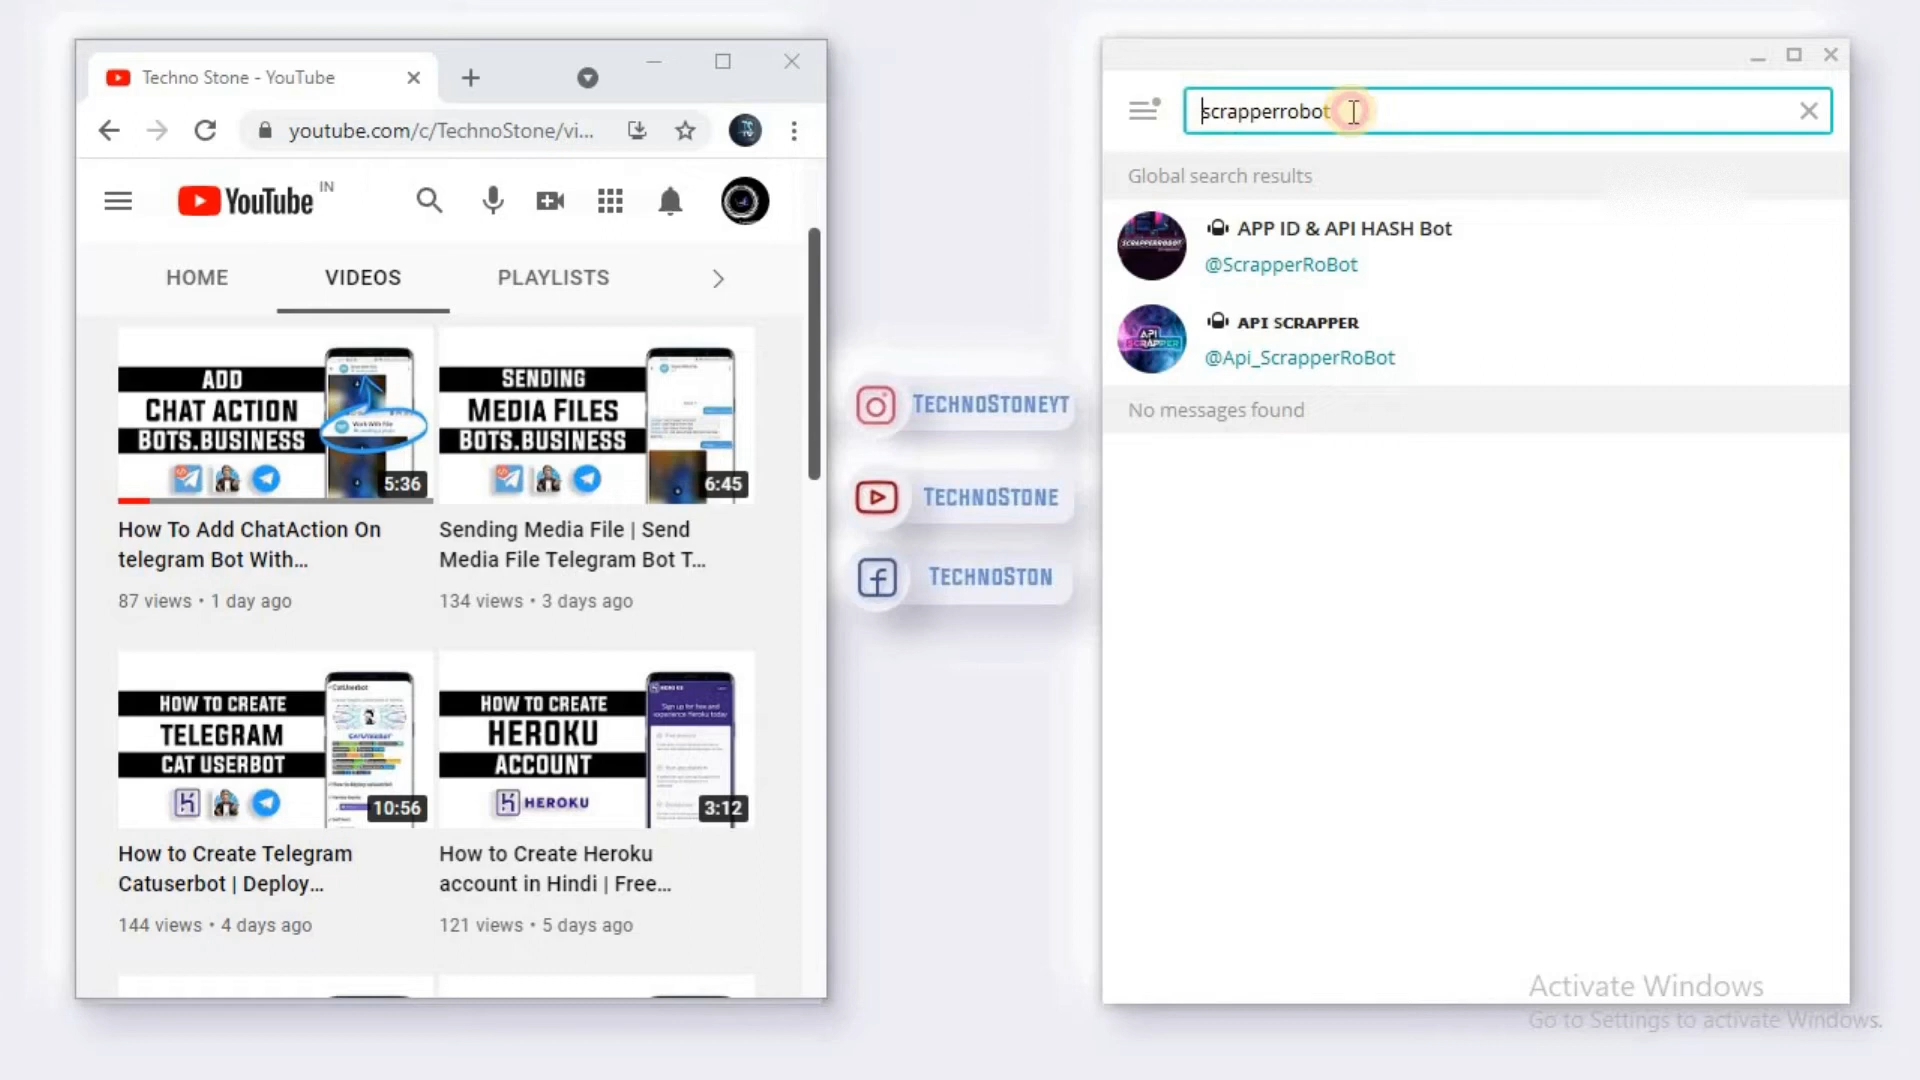 Techno Stone - YouTube
youtube.com/c/TechnoStone/vi...
YouTube IN
HOME VIDEOS PLAYLISTS
ADD
CHAT ACTION
BOTS.BUSINESS
5:36
How To Add ChatAction On
telegram Bot With...
87 views • 1 day ago
SENDING
MEDIA FILES
BOTS.BUSINESS
6:45
Sending Media File | Send
Media File Telegram Bot T...
134 views • 3 days ago
HOW TO CREATE
TELEGRAM
CAT USERBOT
10:56
How to Create Telegram
Catuserbot | Deploy...
144 views • 4 days ago
HOW TO CREATE
HEROKU
ACCOUNT
HEROKU
3:12
How to Create Heroku
account in Hindi | Free...
121 views • 5 days ago
TECHNOSTONEYT
TECHNOSTONE
TECHNOSTON
scrapperrobot
Global search results
SCRAPPERROBOT
APP ID & API HASH Bot
@ScrapperRoBot
API
SCRAPPER
API SCRAPPER
@Api_ScrapperRoBot
No messages found
Activate Windows
Go to Settings to activate Windows.